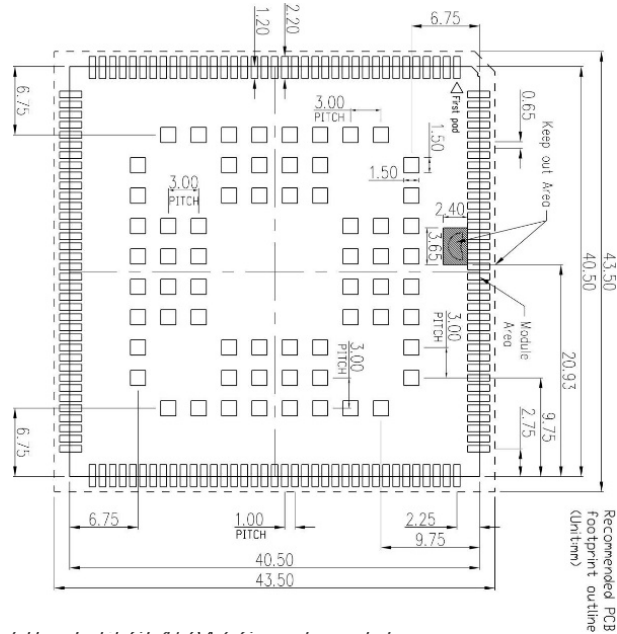 1.20
2.20
6.75
6.75
3.00
PITCH
First pad
1.50
0.65
Keep out Area
1.50
3.00
PITCH
2.40
3.65
43.50
40.50
Module
Area
3.00
PITCH
3.00
PITCH
20.93
9.75
2.75
6.75
6.75
1.00
PITCH
2.25
9.75
40.50
43.50
Recommended PCB
footprint outline
(Unit:mm)